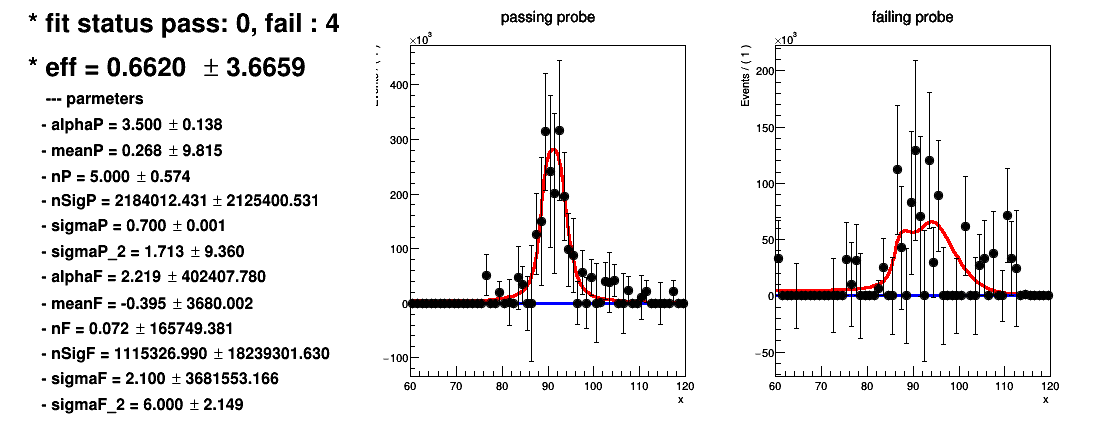 * fit status pass: 0, fail : 4
* eff = 0.6620 ± 3.6659
--- parmeters
- alphaP = 3.500 ± 0.138
- meanP = 0.268 ± 9.815
- nP = 5.000 ± 0.574
- nSigP = 2184012.431 ± 2125400.531
- sigmaP = 0.700 ± 0.001
- sigmaP_2 = 1.713 ± 9.360
- alphaF = 2.219 ± 402407.780
- meanF = -0.395 ± 3680.002
- nF = 0.072 ± 165749.381
- nSigF = 1115326.990 ± 18239301.630
- sigmaF = 2.100 ± 3681553.166
- sigmaF_2 = 6.000 ± 2.149
passing probe
×10³
400
300
200
100
0
−100
60 70 80 90 100 110 120
x
failing probe
×10³
Events / ( 1 )
200
150
100
50
0
−50
60 70 80 90 100 110 120
x